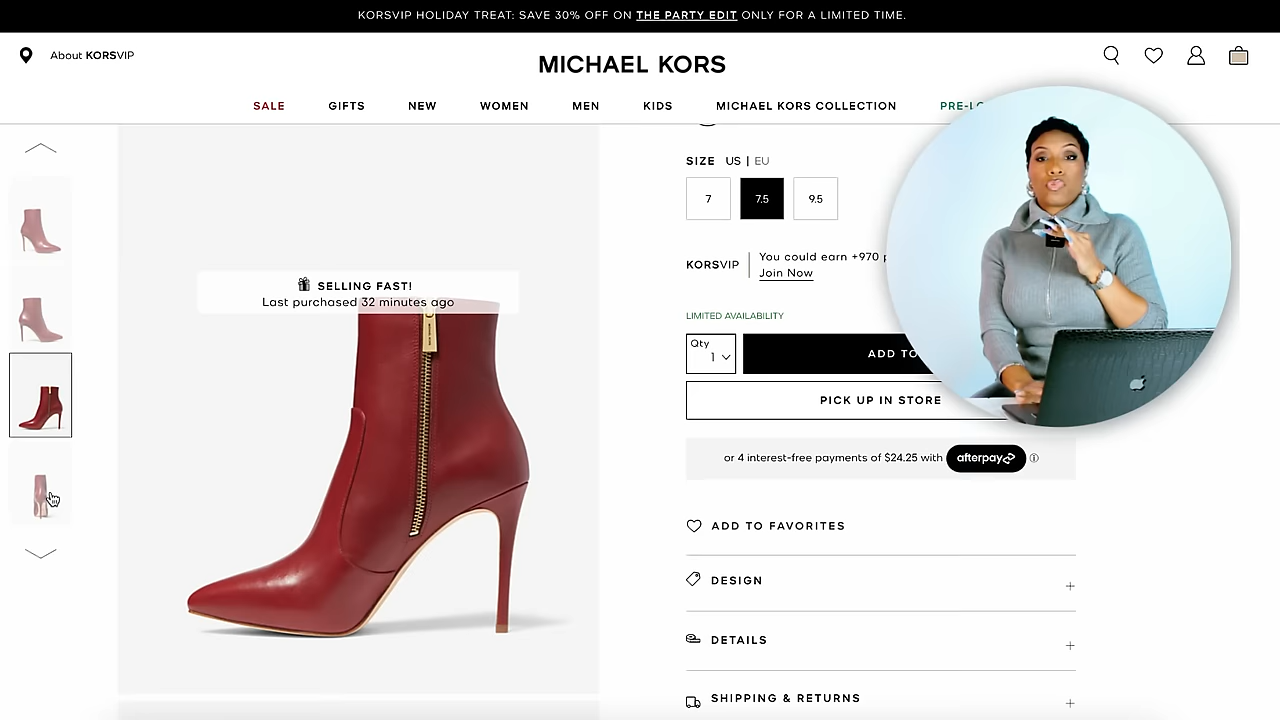 KORSVIP HOLIDAY TREAT: SAVE 30% OFF ON THE PARTY EDIT ONLY FOR A LIMITED TIME.
About KORSVIP
MICHAEL KORS
SALE GIFTS NEW WOMEN MEN KIDS MICHAEL KORS COLLECTION
SIZE US | EU
7 7.5 9.5
SELLING FAST!
Last purchased 32 minutes ago
KORSVIP
You could earn +970
Join Now
LIMITED AVAILABILITY
Qty
1
ADD TO
PICK UP IN STORE
or 4 interest-free payments of $24.25 with afterpay
ADD TO FAVORITES
DESIGN
DETAILS
SHIPPING & RETURNS